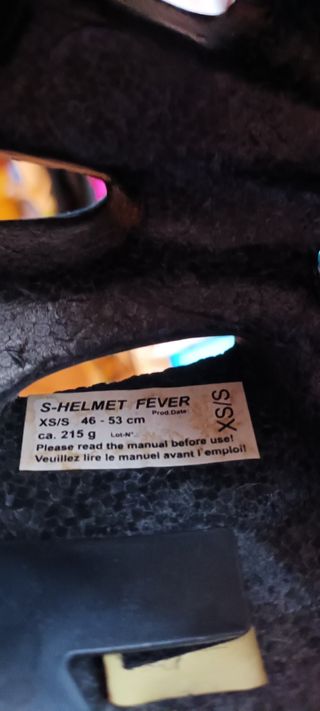 S-HELMET FEVER
Prod.Date:
XS/S 46 - 53 cm
ca. 215 g Lot-N°.
Please read the manual before use!
Veuillez lire le manuel avant l'emploi!
XS/S